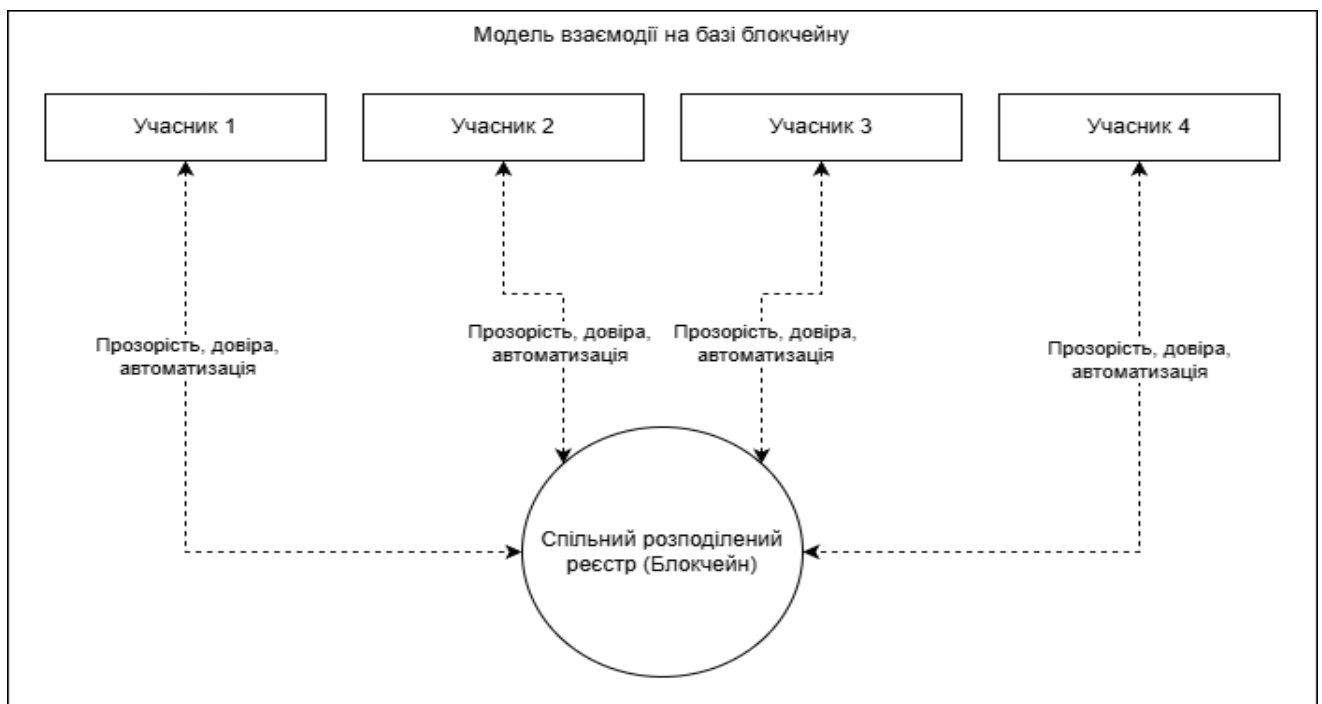 Модель взаємодії на базі блокчейну
Учасник 1
Учасник 2
Учасник 3
Учасник 4
Прозорість, довіра,
автоматизація
Прозорість, довіра,
автоматизація
Прозорість, довіра,
автоматизація
Прозорість, довіра,
автоматизація
Спільний розподілений
реєстр (Блокчейн)